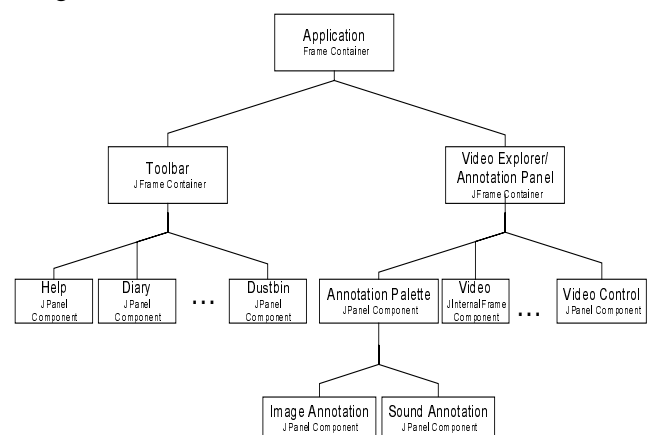 Application
Frame Container
Toolbar
JFrame Container
Video Explorer/
Annotation Panel
JFrame Container
Help
JPanel
Component
Diary
JPanel
Component
...
Dustbin
JPanel
Component
Annotation Palette
JPanel Component
Video
JInternalFrame
Component
...
Video Control
JPanel Component
Image Annotation
JPanel Component
Sound Annotation
JPanel Component